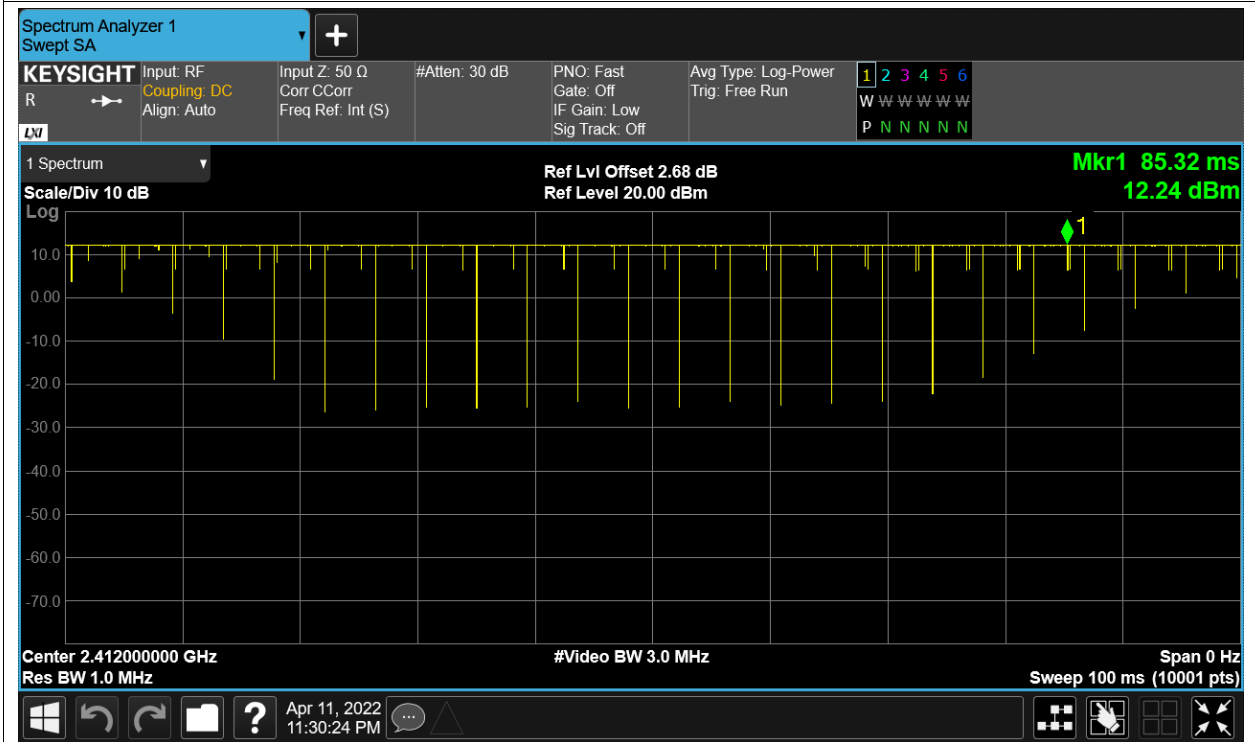 Spectrum Analyzer 1
Swept SA
+
KEYSIGHT
R
LXI
Input: RF
Coupling: DC
Align: Auto
Input Z: 50 Ω
Corr CCorr
Freq Ref: Int (S)
#Atten: 30 dB
PNO: Fast
Gate: Off
IF Gain: Low
Sig Track: Off
Avg Type: Log-Power
Trig: Free Run
1 2 3 4 5 6
W W W W W W
P N N N N N
1 Spectrum
Scale/Div 10 dB
Log
Ref Lvl Offset 2.68 dB
Ref Level 20.00 dBm
Mkr1 85.32 ms
12.24 dBm
1
10.0
0.00
-10.0
-20.0
-30.0
-40.0
-50.0
-60.0
-70.0
Center 2.412000000 GHz
Res BW 1.0 MHz
#Video BW 3.0 MHz
Span 0 Hz
Sweep 100 ms (10001 pts)
?
Apr 11, 2022
11:30:24 PM